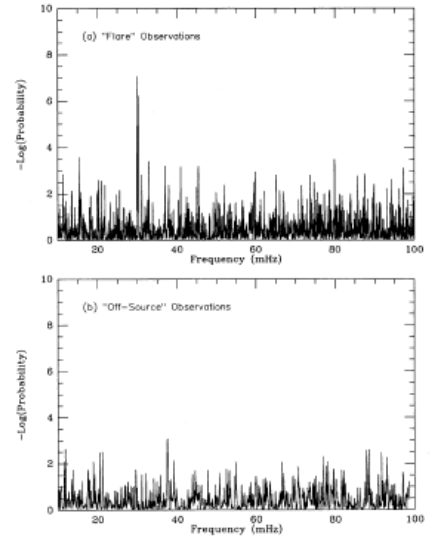 10
(a) "Flare" Observations
8
6
4
2
0
-Log(Probability)
20 40 60 80 100
Frequency (mHz)
10
(b) "Off-Source" Observations
8
6
4
2
0
-Log(Probability)
20 40 60 80 100
Frequency (mHz)